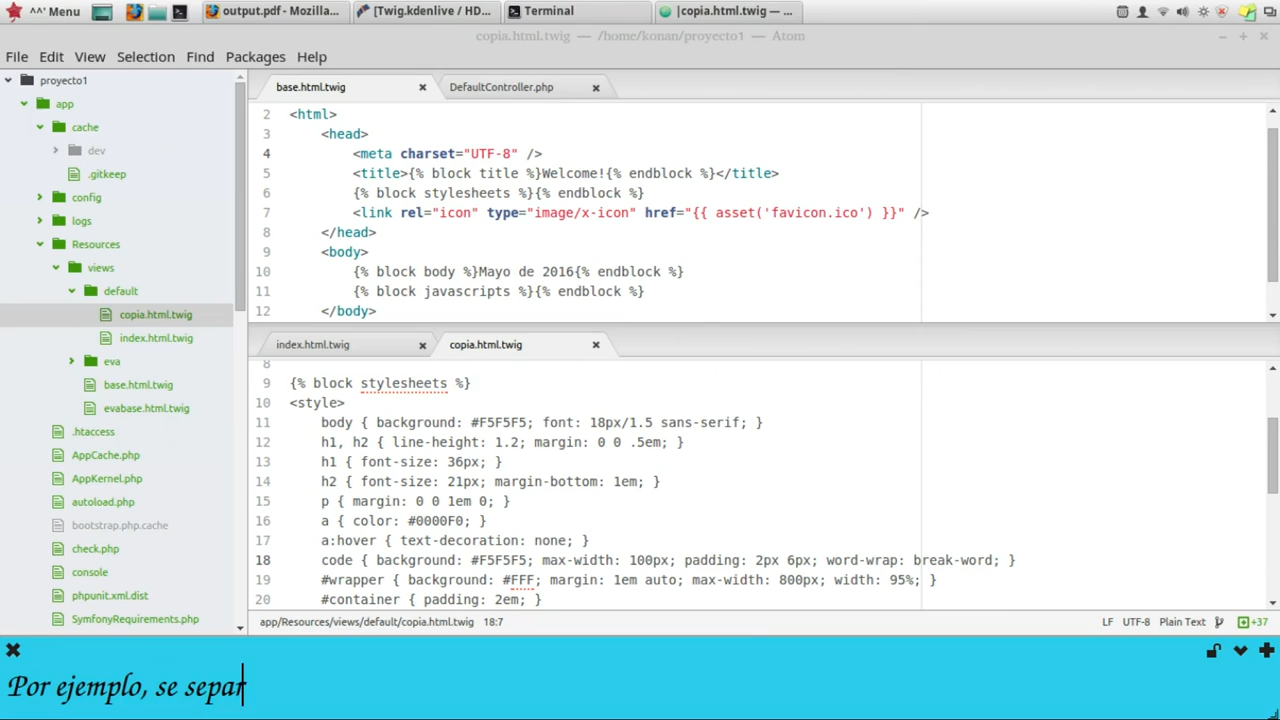 ^^' Menu
output.pdf - Mozilla...
[Twig.kdenlive / HD...
Terminal
|copia.html.twig — ...
copia.html.twig — /home/konan/proyecto1 — Atom
File Edit View Selection Find Packages Help
proyecto1
app
cache
dev
.gitkeep
config
logs
Resources
views
default
copia.html.twig
index.html.twig
eva
base.html.twig
evabase.html.twig
.htaccess
AppCache.php
AppKernel.php
autoload.php
bootstrap.php.cache
check.php
console
phpunit.xml.dist
SymfonyRequirements.php
base.html.twig
DefaultController.php
2 <html>
3 <head>
4 <meta charset="UTF-8" />
5 <title>{% block title %}Welcome!{% endblock %}</title>
6 {% block stylesheets %}{% endblock %}
7 <link rel="icon" type="image/x-icon" href="{{ asset('favicon.ico') }}" />
8 </head>
9 <body>
10 {% block body %}Mayo de 2016{% endblock %}
11 {% block javascripts %}{% endblock %}
12 </body>
index.html.twig
copia.html.twig
8
9 {% block stylesheets %}
10 <style>
11 body { background: #F5F5F5; font: 18px/1.5 sans-serif; }
12 h1, h2 { line-height: 1.2; margin: 0 0 .5em; }
13 h1 { font-size: 36px; }
14 h2 { font-size: 21px; margin-bottom: 1em; }
15 p { margin: 0 0 1em 0; }
16 a { color: #0000F0; }
17 a:hover { text-decoration: none; }
18 code { background: #F5F5F5; max-width: 100px; padding: 2px 6px; word-wrap: break-word; }
19 #wrapper { background: #FFF; margin: 1em auto; max-width: 800px; width: 95%; }
20 #container { padding: 2em; }
app/Resources/views/default/copia.html.twig 18:7
LF UTF-8 Plain Text +37
Por ejemplo, se separ